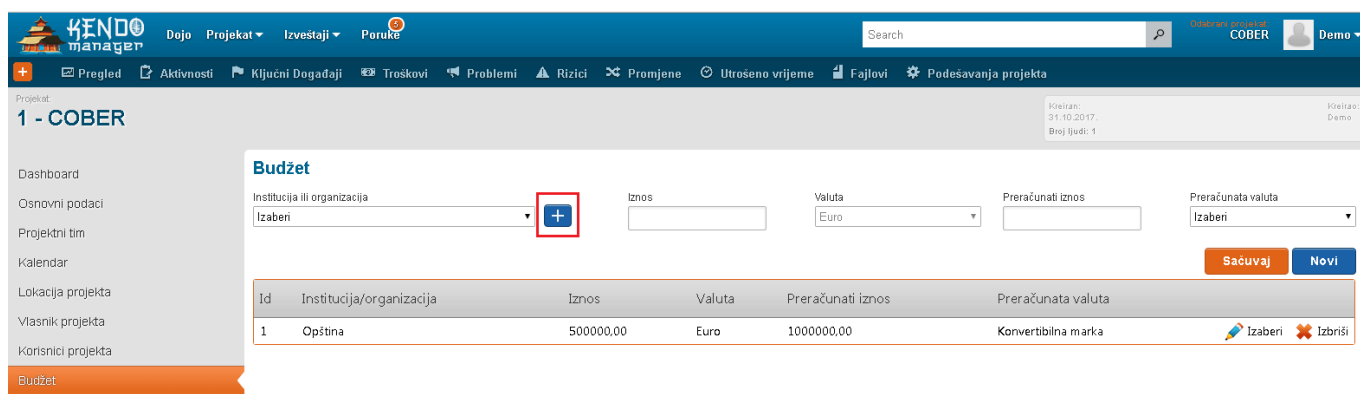 KENDO
manager
Dojo Projekat Izveštaji Poruke 5
Search
Odabrani projekat:
COBER
Demo
Pregled Aktivnosti Ključni Događaji Troškovi Problemi Rizici Promjene Utrošeno vrijeme Fajlovi Podešavanja projekta
Projekat
1 - COBER
Kreiran:
31.10.2017.
Broj ljudi: 1
Kreirao:
Demo
Dashboard
Osnovni podaci
Projektni tim
Kalendar
Lokacija projekta
Vlasnik projekta
Korisnici projekta
Budžet
Budžet
Institucija ili organizacija Iznos Valuta Preračunati iznos Preračunata valuta
Izaberi + Euro Izaberi
Sačuvaj Novi
Id Institucija/organizacija Iznos Valuta Preračunati iznos Preračunata valuta
1 Opština 500000,00 Euro 1000000,00 Konvertibilna marka Izaberi Izbriši